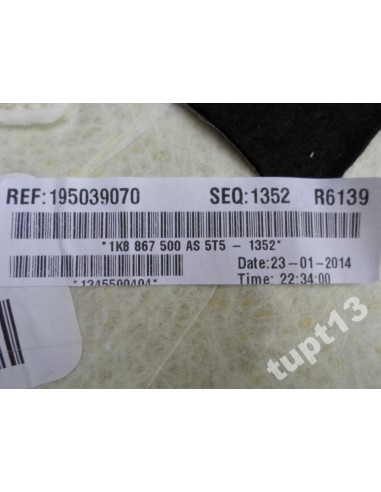 REF:195039070 SEQ:1352 R6139
*1K8 867 500 AS 5T5 - 1352*
Date:23-01-2014
*1345500404*
Time: 22:34:00
tupt13